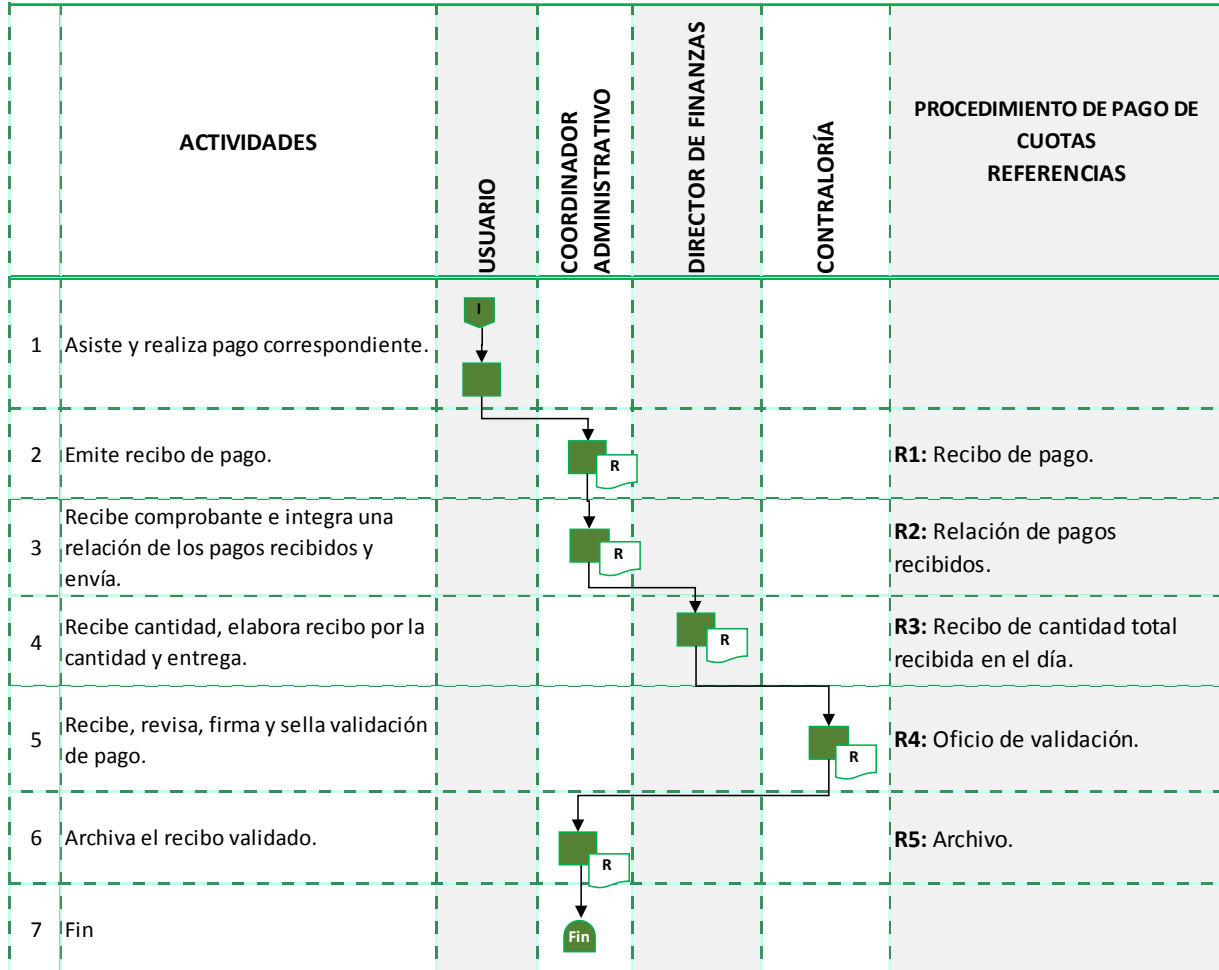 ACTIVIDADES
USUARIO
COORDINADOR
ADMINISTRATIVO
DIRECTOR DE FINANZAS
CONTRALORÍA
PROCEDIMIENTO DE PAGO DE
CUOTAS
REFERENCIAS
I
1 Asiste y realiza pago correspondiente.
2 Emite recibo de pago.
R
R1: Recibo de pago.
3 Recibe comprobante e integra una
relación de los pagos recibidos y
envía.
R
R2: Relación de pagos
recibidos.
4 Recibe cantidad, elabora recibo por la
cantidad y entrega.
R
R3: Recibo de cantidad total
recibida en el día.
5 Recibe, revisa, firma y sella validación
de pago.
R
R4: Oficio de validación.
6 Archiva el recibo validado.
R
R5: Archivo.
7 Fin
Fin